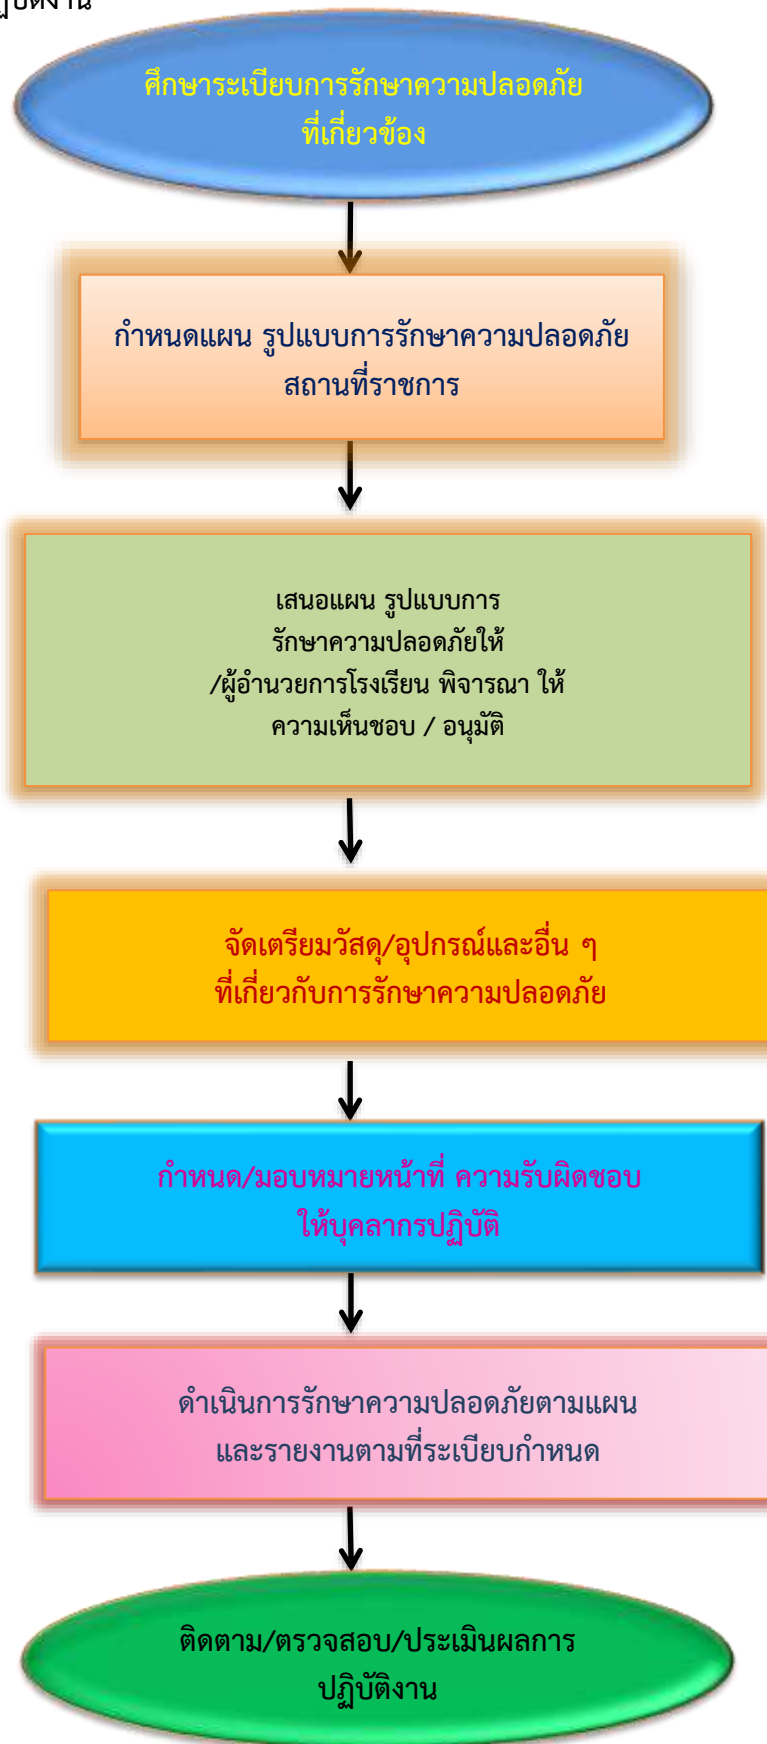 ศึกษาระเบียบการรักษาความปลอดภัย
ที่เกี่ยวข้อง
กำหนดแผน รูปแบบการรักษาความปลอดภัย
สถานที่ราชการ
เสนอแผน รูปแบบการ
รักษาความปลอดภัยให้
/ผู้อำนวยการโรงเรียน พิจารณา ให้
ความเห็นชอบ / อนุมัติ
จัดเตรียมวัสดุ/อุปกรณ์และอื่น ๆ
ที่เกี่ยวกับการรักษาความปลอดภัย
กำหนด/มอบหมายหน้าที่ ความรับผิดชอบ
ให้บุคลากรปฏิบัติ
ดำเนินการรักษาความปลอดภัยตามแผน
และรายงานตามที่ระเบียบกำหนด
ติดตาม/ตรวจสอบ/ประเมินผลการ
ปฏิบัติงาน